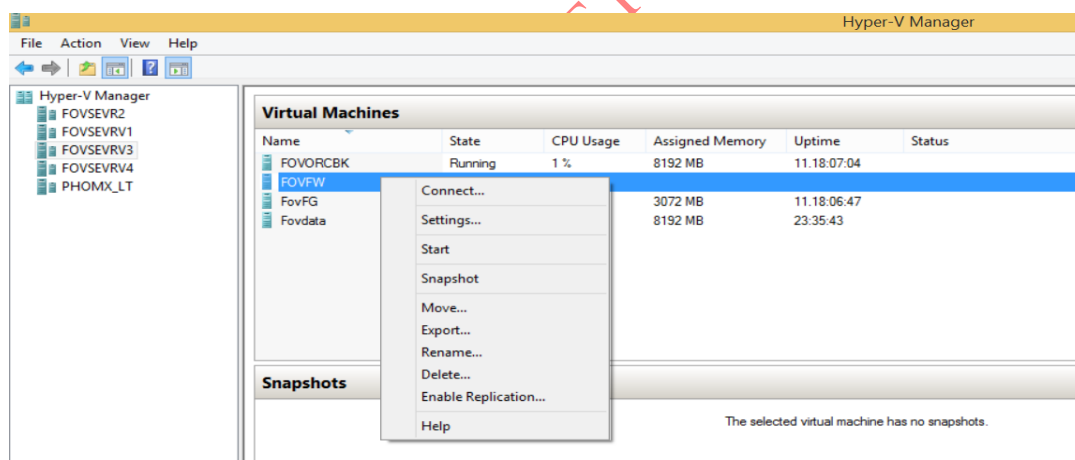 Hyper-V Manager
File Action View Help
Hyper-V Manager
FOVSEVR2
FOVSEVRV1
FOVSEVRV3
FOVSEVRV4
PHOMX_LT
Virtual Machines
Name State CPU Usage Assigned Memory Uptime Status
FOVORCBK Running 1 % 8192 MB 11.18:07:04
FOVFW
FovFG 3072 MB 11.18:06:47
Fovdata 8192 MB 23:35:43
Connect...
Settings...
Start
Snapshot
Move...
Export...
Rename...
Delete...
Enable Replication...
Help
Snapshots
The selected virtual machine has no snapshots.